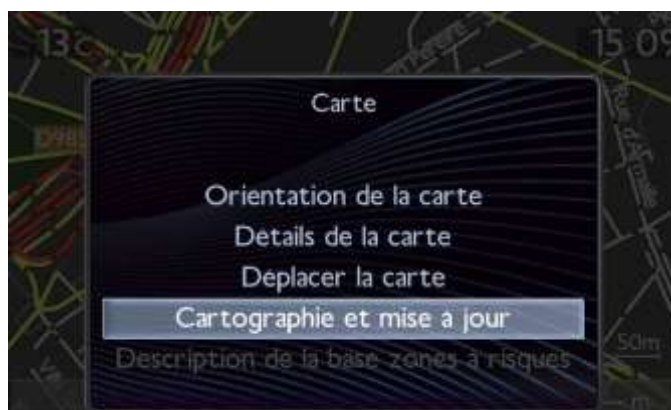 13
15 09
Carte
Orientation de la carte
Details de la carte
Déplacer la carte
Cartographie et mise à jour
Description de la base zones à risques
50m